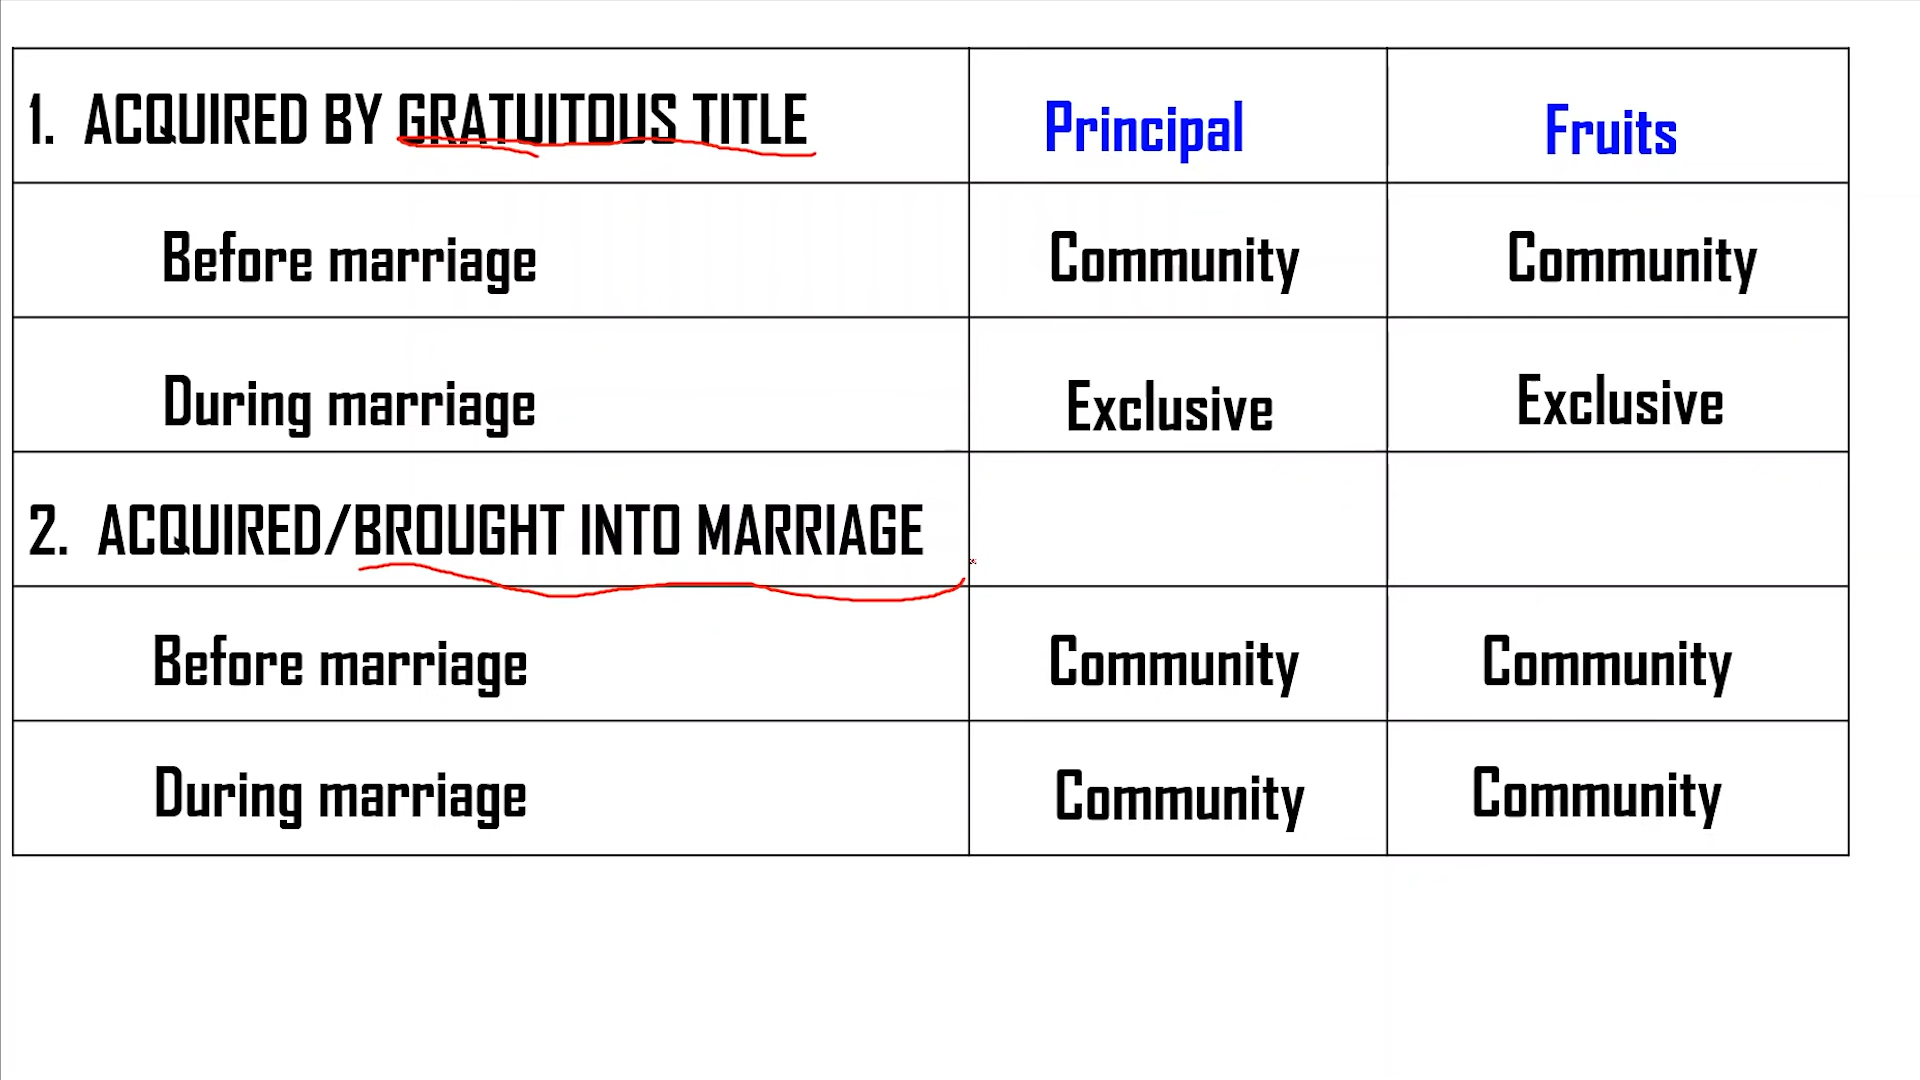 1. ACQUIRED BY GRATUITOUS TITLE Principal Fruits
Before marriage Community Community
During marriage Exclusive Exclusive
2. ACQUIRED/BROUGHT INTO MARRIAGE
Before marriage Community Community
During marriage Community Community